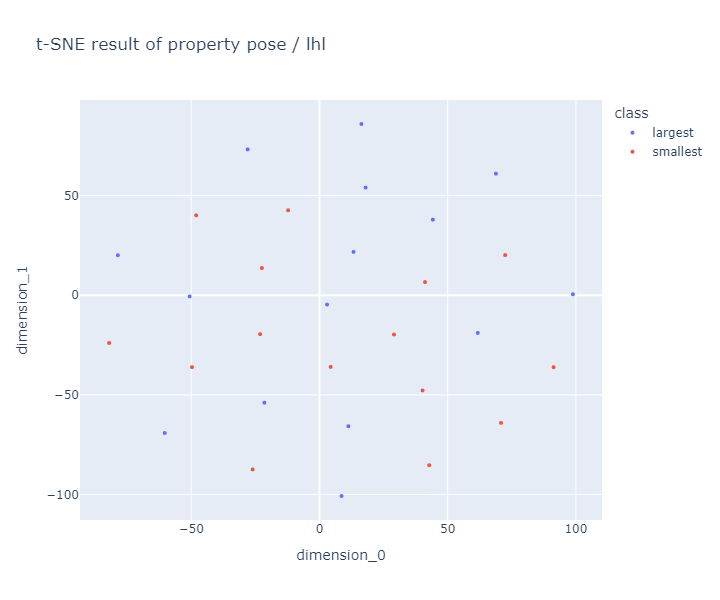 t-SNE result of property pose / lhl
class
largest
smallest
dimension_1
50
0
−50
−100
−50
0
50
100
dimension_0